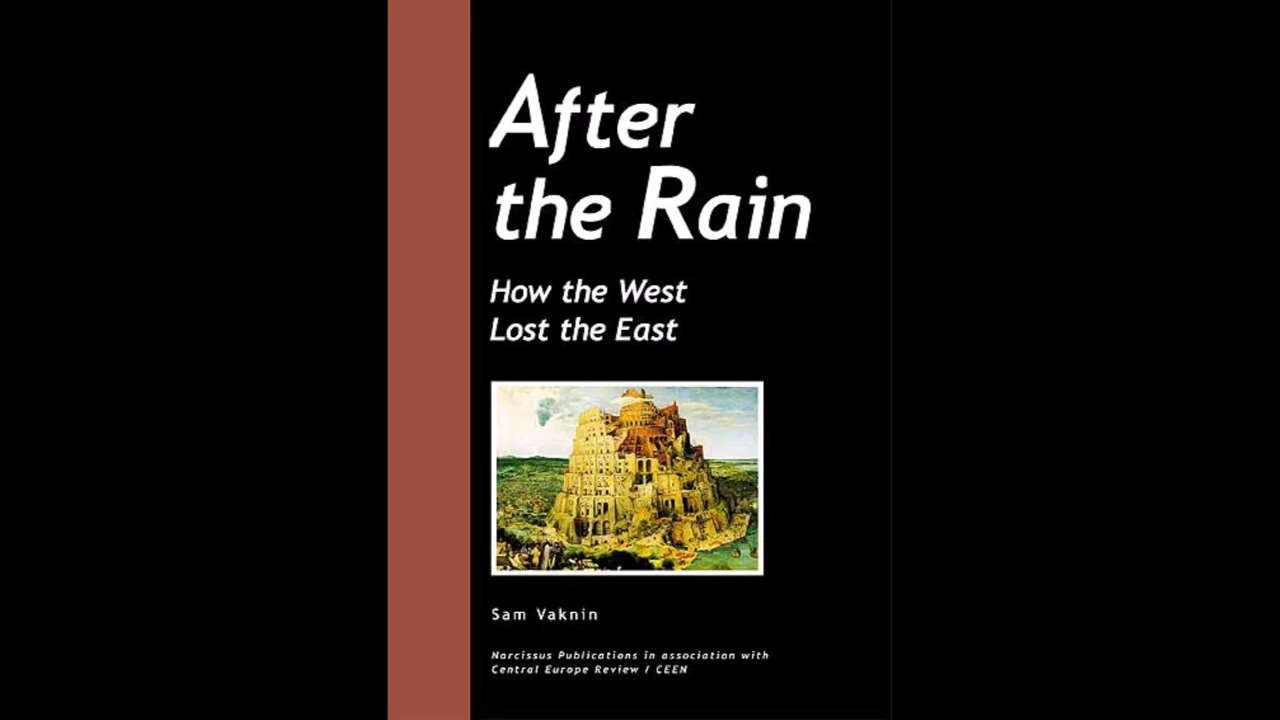 After
the Rain
How the West
Lost the East
Sam Vaknin
Narcissus Publications in association with
Central Europe Review / CEEN